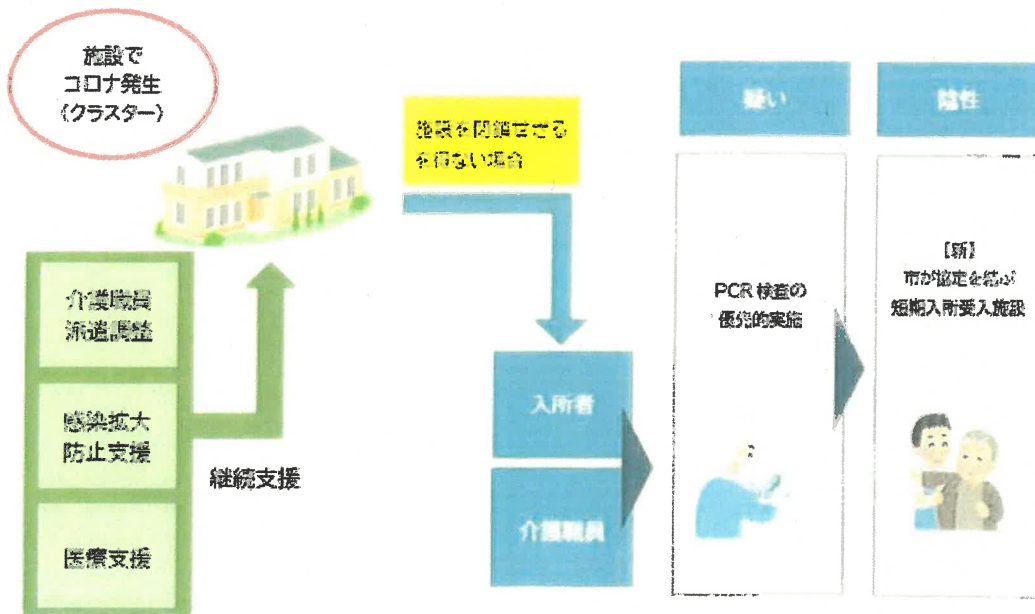 施設で
コロナ発生
(クラスター)
施設を閉鎖せざる
を得ない場合
介護職員
派遣調整
感染拡大
防止支援
医療支援
継続支援
入所者
介護職員
疑い
PCR検査の
優先的実施
陰性
【新】
市が協定を結ぶ
短期入所受入施設